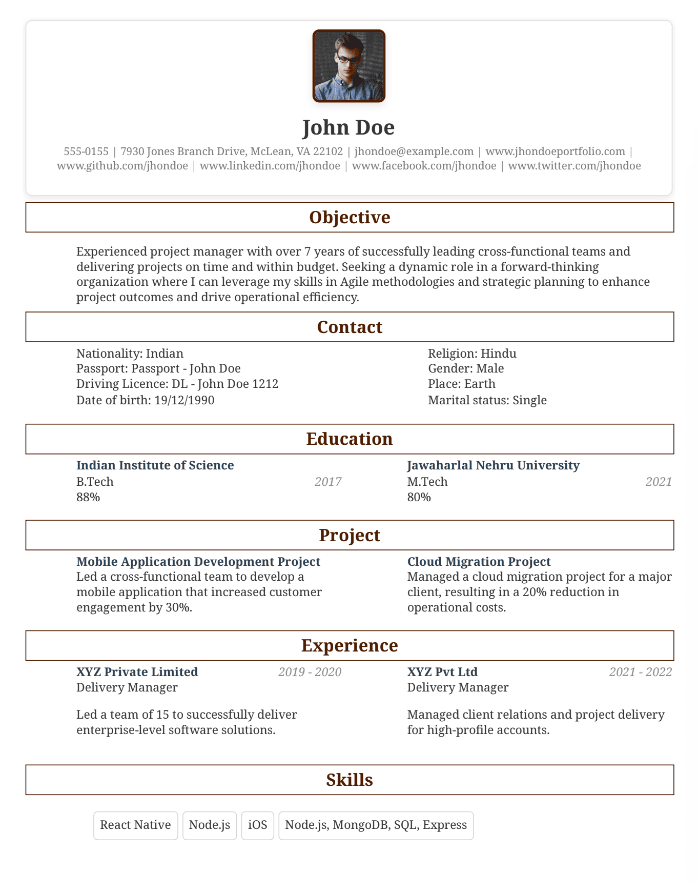 John Doe
555-0155 | 7930 Jones Branch Drive, McLean, VA 22102 | jhondoe@example.com | www.jhondoeportfolio.com |
www.github.com/jhondoe | www.linkedin.com/jhondoe | www.facebook.com/jhondoe | www.twitter.com/jhondoe
Objective
Experienced project manager with over 7 years of successfully leading cross-functional teams and
delivering projects on time and within budget. Seeking a dynamic role in a forward-thinking
organization where I can leverage my skills in Agile methodologies and strategic planning to enhance
project outcomes and drive operational efficiency.
Contact
Nationality: Indian
Passport: Passport - John Doe
Driving Licence: DL - John Doe 1212
Date of birth: 19/12/1990
Religion: Hindu
Gender: Male
Place: Earth
Marital status: Single
Education
Indian Institute of Science
B.Tech 2017
88%
Jawaharlal Nehru University
M.Tech 2021
80%
Project
Mobile Application Development Project
Led a cross-functional team to develop a
mobile application that increased customer
engagement by 30%.
Cloud Migration Project
Managed a cloud migration project for a major
client, resulting in a 20% reduction in
operational costs.
Experience
XYZ Private Limited 2019 - 2020
Delivery Manager
Led a team of 15 to successfully deliver
enterprise-level software solutions.
XYZ Pvt Ltd 2021 - 2022
Delivery Manager
Managed client relations and project delivery
for high-profile accounts.
Skills
React Native Node.js iOS Node.js, MongoDB, SQL, Express